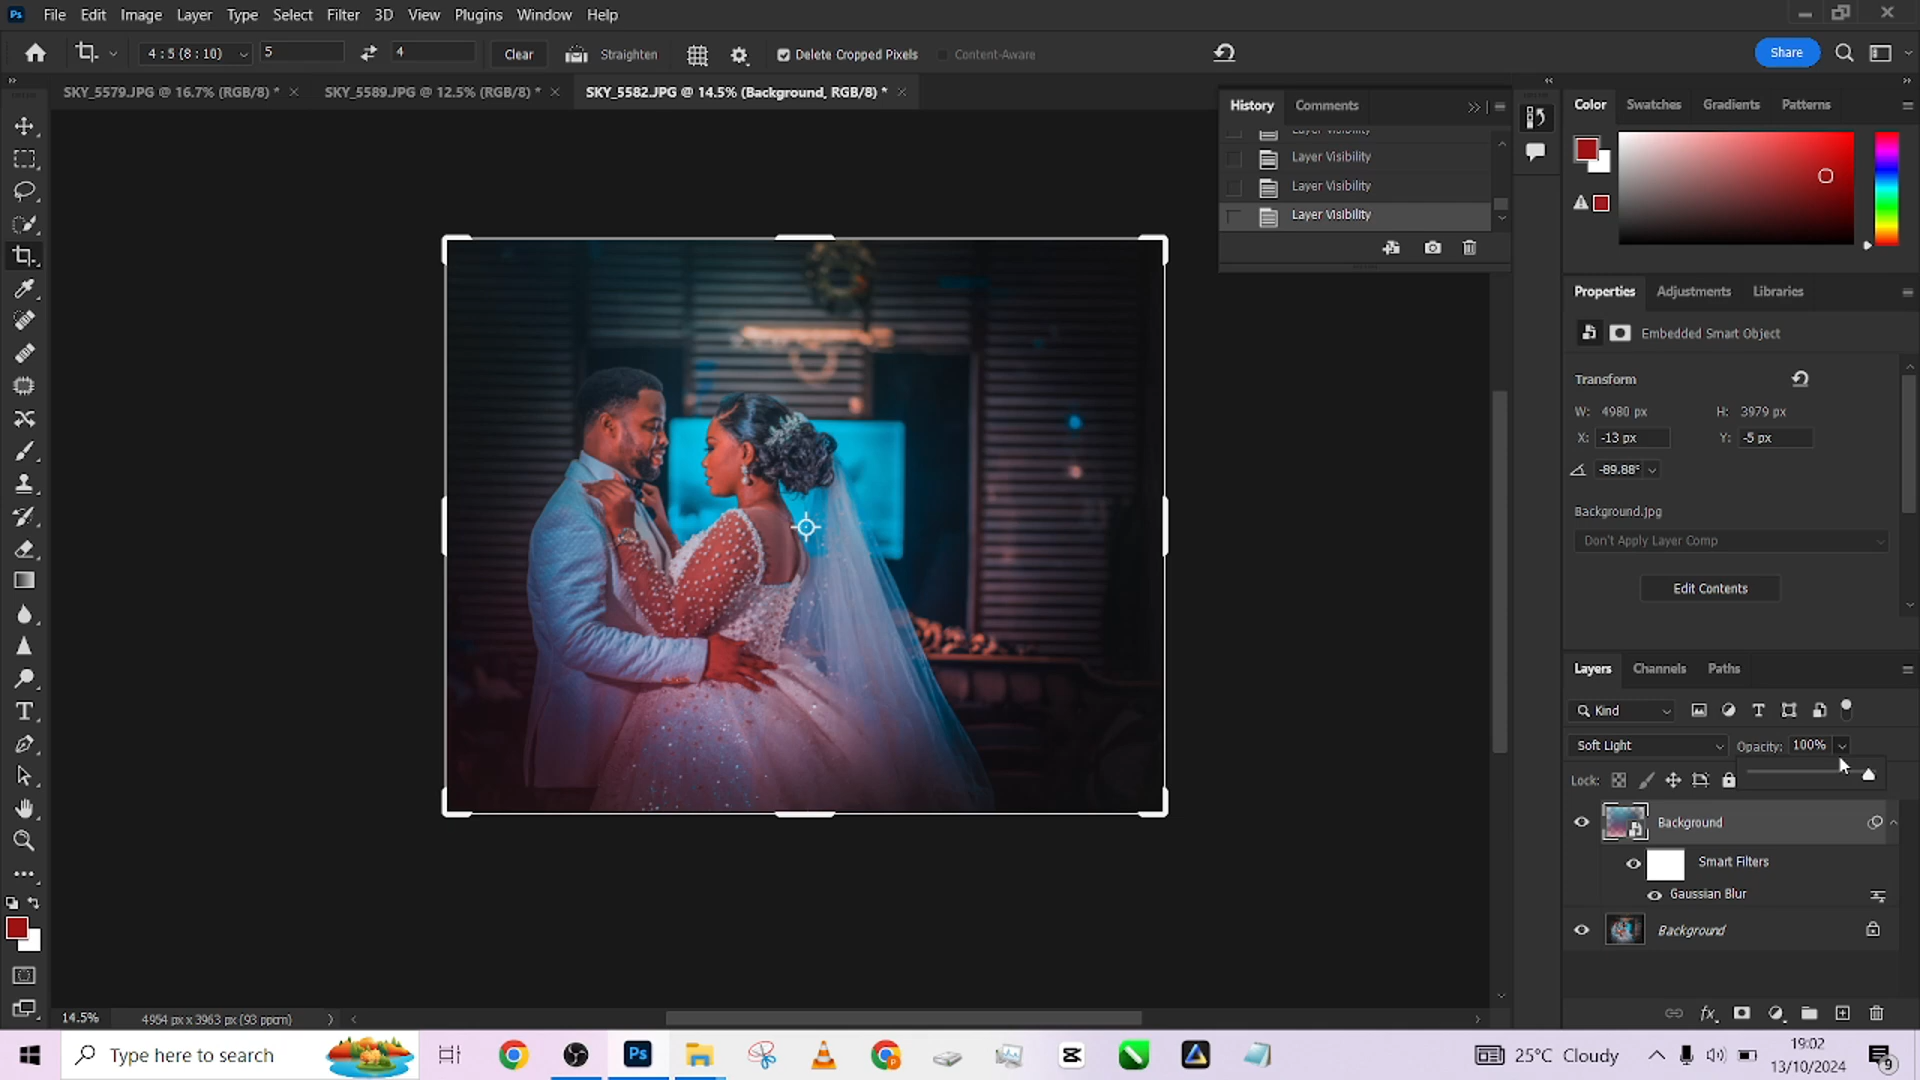 Ps File Edit Image Layer Type Select Filter 3D View Plugins Window Help
4 : 5 (8 : 10) 5 4 Clear Straighten Delete Cropped Pixels Content-Aware Share
SKY_5579.JPG @ 16.7% (RGB/8) * SKY_5589.JPG @ 12.5% (RGB/8) * SKY_5582.JPG @ 14.5% (Background, RGB/8) *
History Comments
Layer Visibility
Layer Visibility
Layer Visibility
Layer Visibility
Color Swatches Gradients Patterns
Properties Adjustments Libraries
Embedded Smart Object
Transform
W: 4980 px H: 3979 px
X: -13 px Y: -5 px
-89.88°
Background.jpg
Don't Apply Layer Comp
Edit Contents
Layers Channels Paths
Kind
Soft Light Opacity: 100%
Lock:
Background
Smart Filters
Gaussian Blur
Background
fx
14.5% 4954 px x 3963 px (93 ppcm)
Type here to search
Ps
25°C Cloudy
19:02
13/10/2024
9